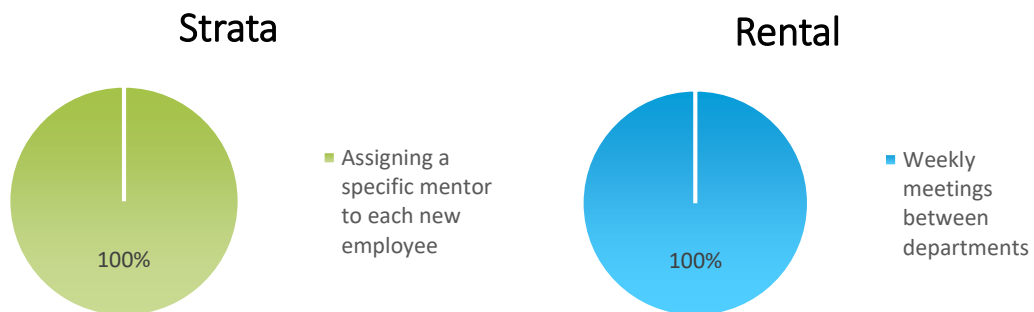 Strata
100%
Assigning a
specific mentor
to each new
employee
Rental
100%
Weekly
meetings
between
departments